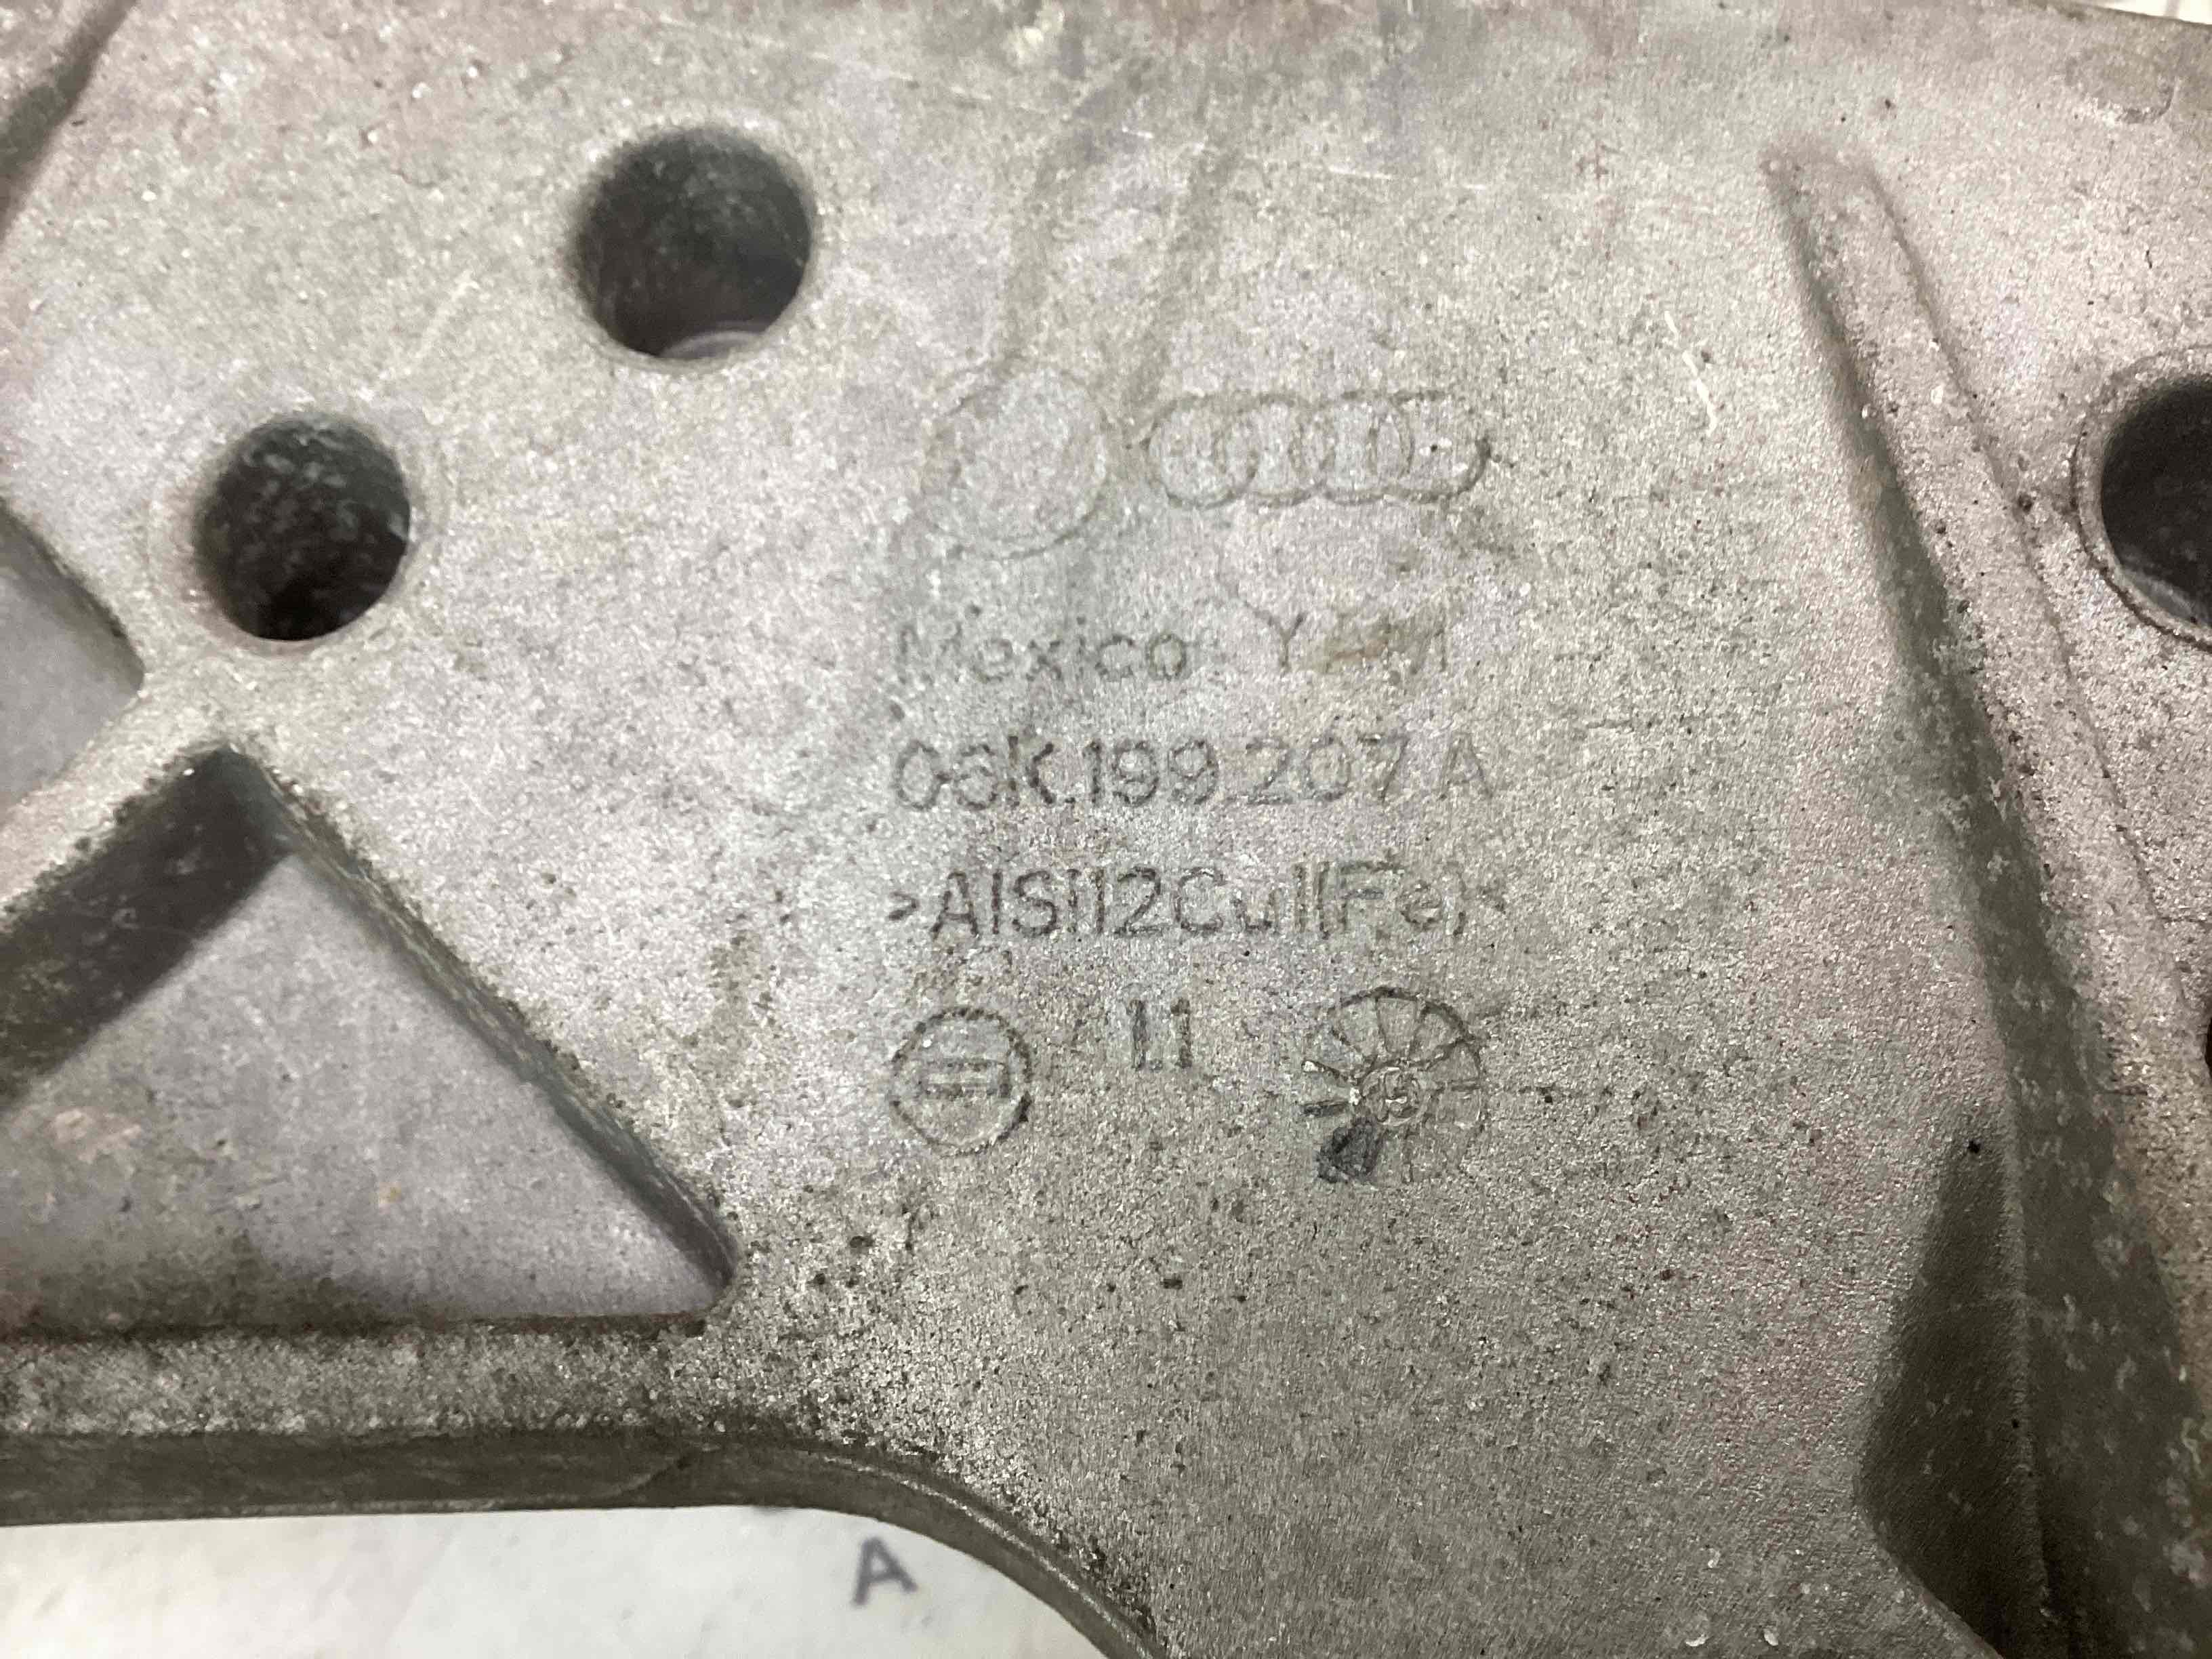 Mexico
06K.199.207.A
>AlSi12Cu1(Fe)<
1.1
A